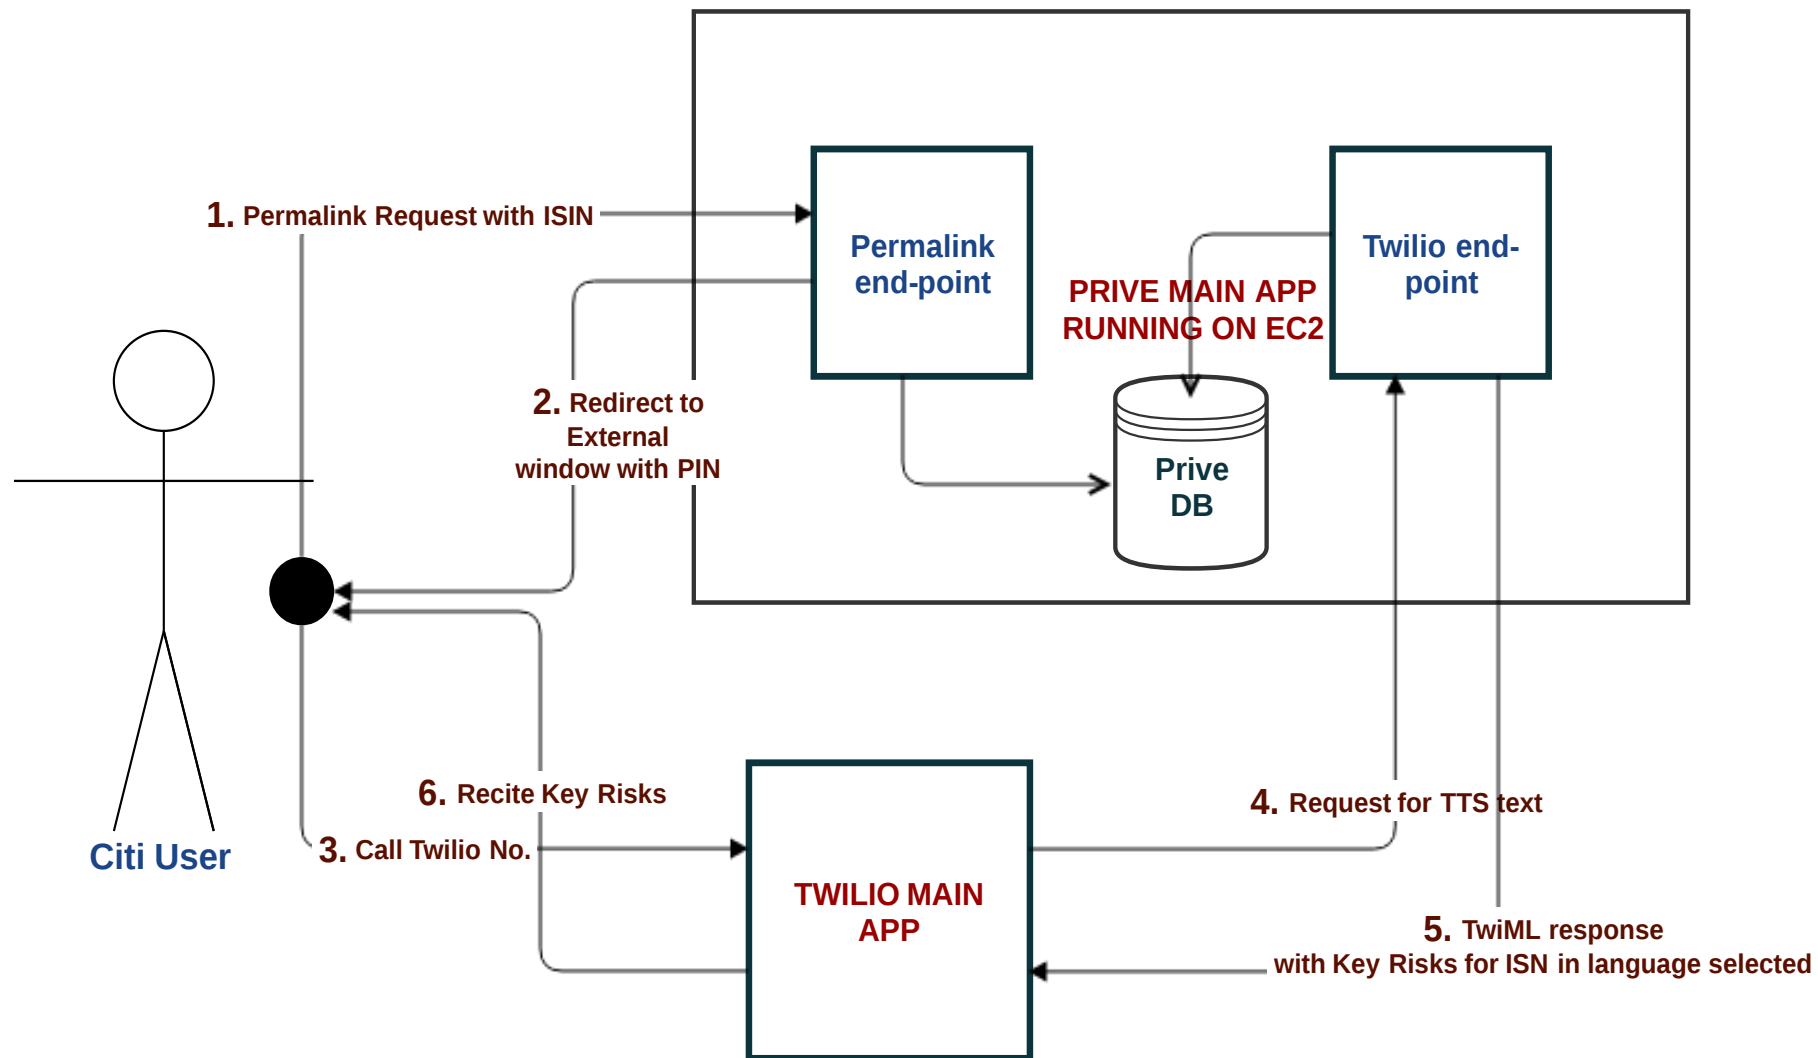 1. Permalink Request with ISIN
Permalink
end-point
Twilio end-
point
PRIVE MAIN APP
RUNNING ON EC2
2. Redirect to
External
window with PIN
Prive
DB
Citi User
6. Recite Key Risks
3. Call Twilio No.
4. Request for TTS text
TWILIO MAIN
APP
5. TwiML response
with Key Risks for ISN in language selected